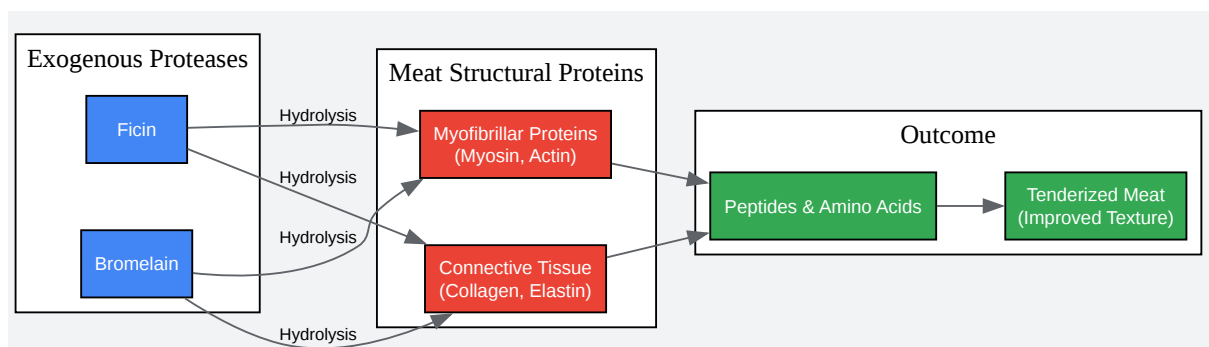 Exogenous Proteases
Ficin
Bromelain
Hydrolysis
Hydrolysis
Hydrolysis
Hydrolysis
Meat Structural Proteins
Myofibrillar Proteins
(Myosin, Actin)
Connective Tissue
(Collagen, Elastin)
Outcome
Peptides & Amino Acids
Tenderized Meat
(Improved Texture)